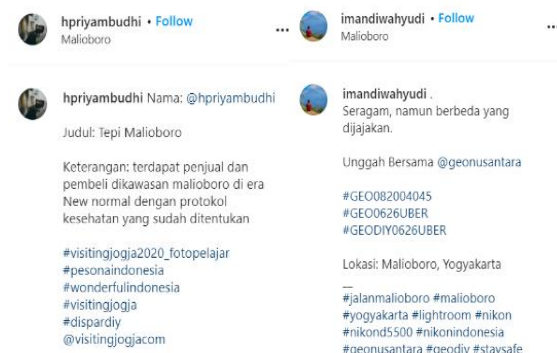 hpriyambudhi • Follow
Malioboro
...
hpriyambudhi Nama: @hpriyambudhi
Judul: Tepi Malioboro
Keterangan: terdapat penjual dan
pembeli dikawasan malioboro di era
New normal dengan protokol
kesehatan yang sudah ditentukan
#visitingjogja2020_fotopelajar
#pesonaindonesia
#wonderfulindonesia
#visitingjogja
#dispardiy
@visitingjogjacom
imandiwahyudi • Follow
Malioboro
imandiwahyudi .
Seragam, namun berbeda yang
dijajakan.
Unggah Bersama @geonusantara
#GEO082004045
#GEO0626UBER
#GEODIY0626UBER
Lokasi: Malioboro, Yogyakarta
__
#jalanmalioboro #malioboro
#yogyakarta #lightroom #nikon
#nikond5500 #nikonindonesia
#geonusantara #geodiy #staysafe